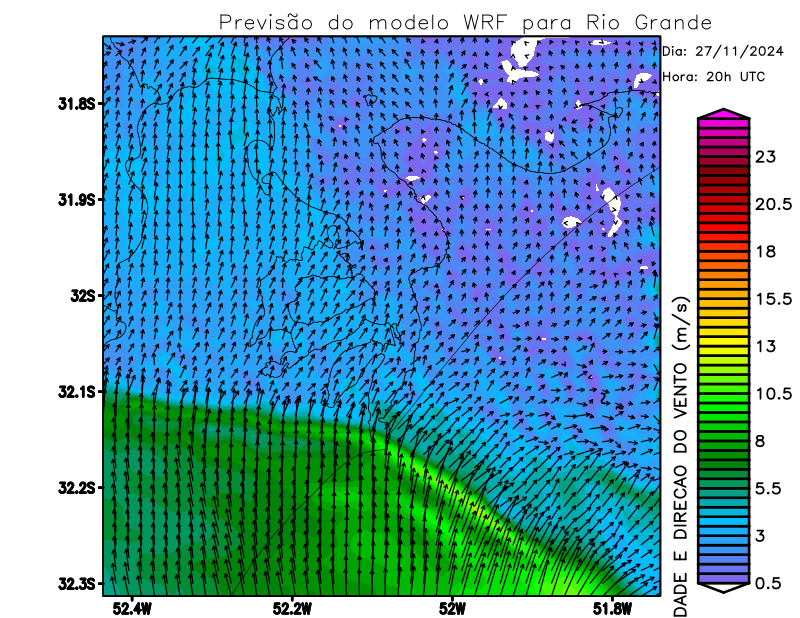 Previsão do modelo WRF para Rio Grande
Dia: 27/11/2024
Hora: 20h UTC
31.8S
31.9S
32S
32.1S
32.2S
32.3S
52.4W
52.2W
52W
51.8W
23
20.5
18
15.5
13
10.5
8
5.5
3
0.5
DADE E DIRECAO DO VENTO (m/s)